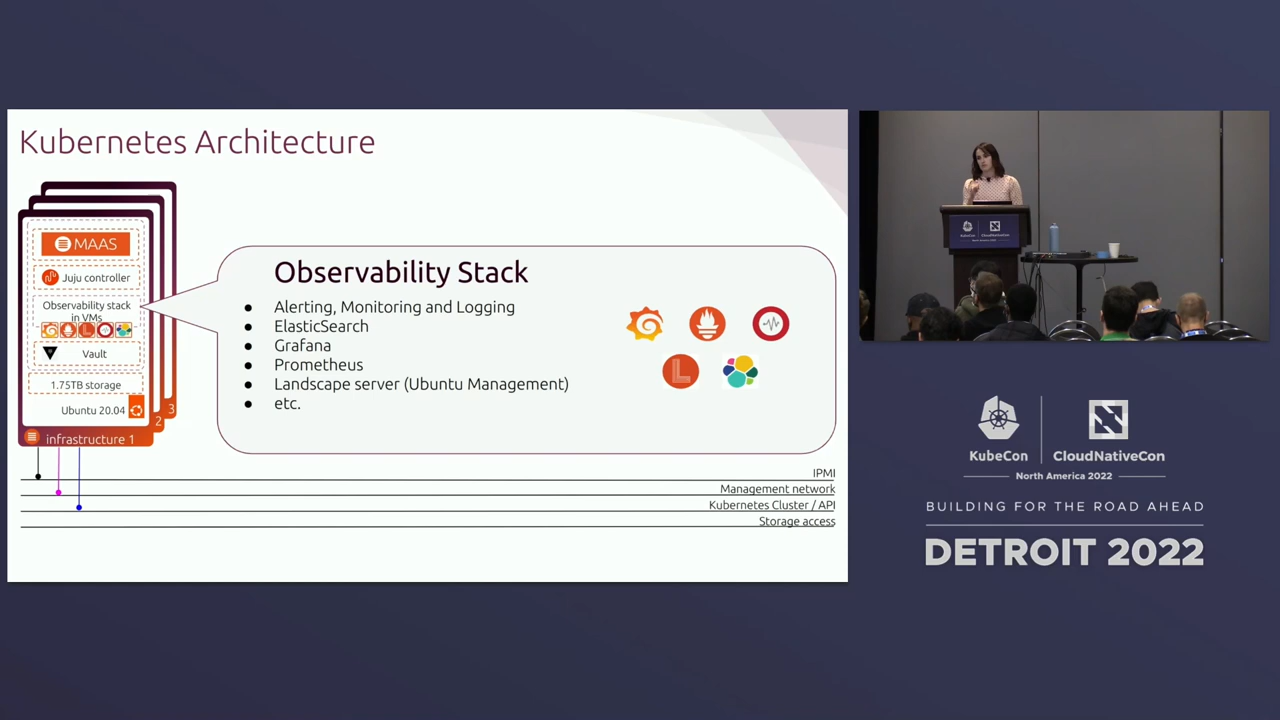 Kubernetes Architecture
MAAS
Juju controller
Observability stack
in VMs
Vault
1.75TB storage
Ubuntu 20.04
infrastructure 1
2
3
Observability Stack
● Alerting, Monitoring and Logging
● ElasticSearch
● Grafana
● Prometheus
● Landscape server (Ubuntu Management)
● etc.
L
L
IPMI
Management network
Kubernetes Cluster / API
Storage access
KubeCon CloudNativeCon
KubeCon CloudNativeCon
North America 2022
BUILDING FOR THE ROAD AHEAD
DETROIT 2022